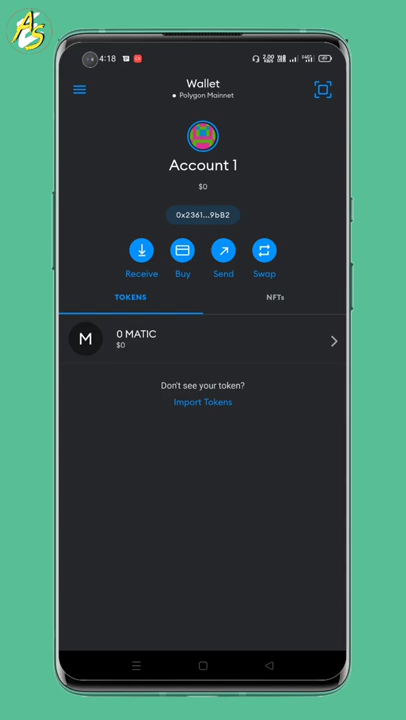 AS
4:18
Wallet
Polygon Mainnet
Account 1
$0
0x2361...9bB2
Receive
Buy
Send
Swap
TOKENS
NFTs
M
0 MATIC
$0
Don't see your token?
Import Tokens